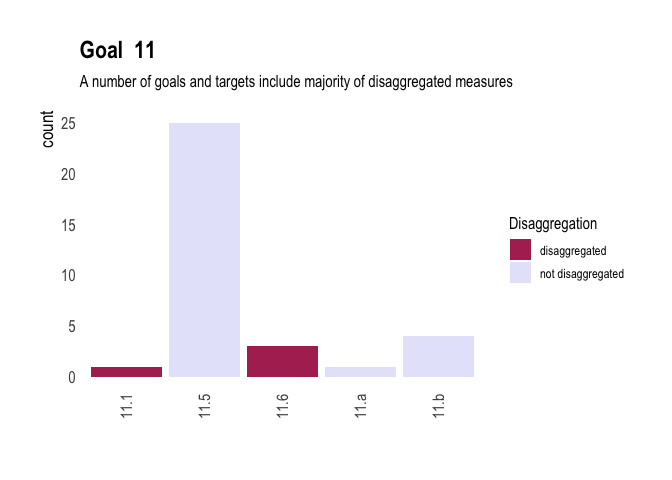 Goal  11
A number of goals and targets include majority of disaggregated measures
count
25
20
15
10
5
0
11.1
11.5
11.6
11.a
11.b
Disaggregation
disaggregated
not disaggregated